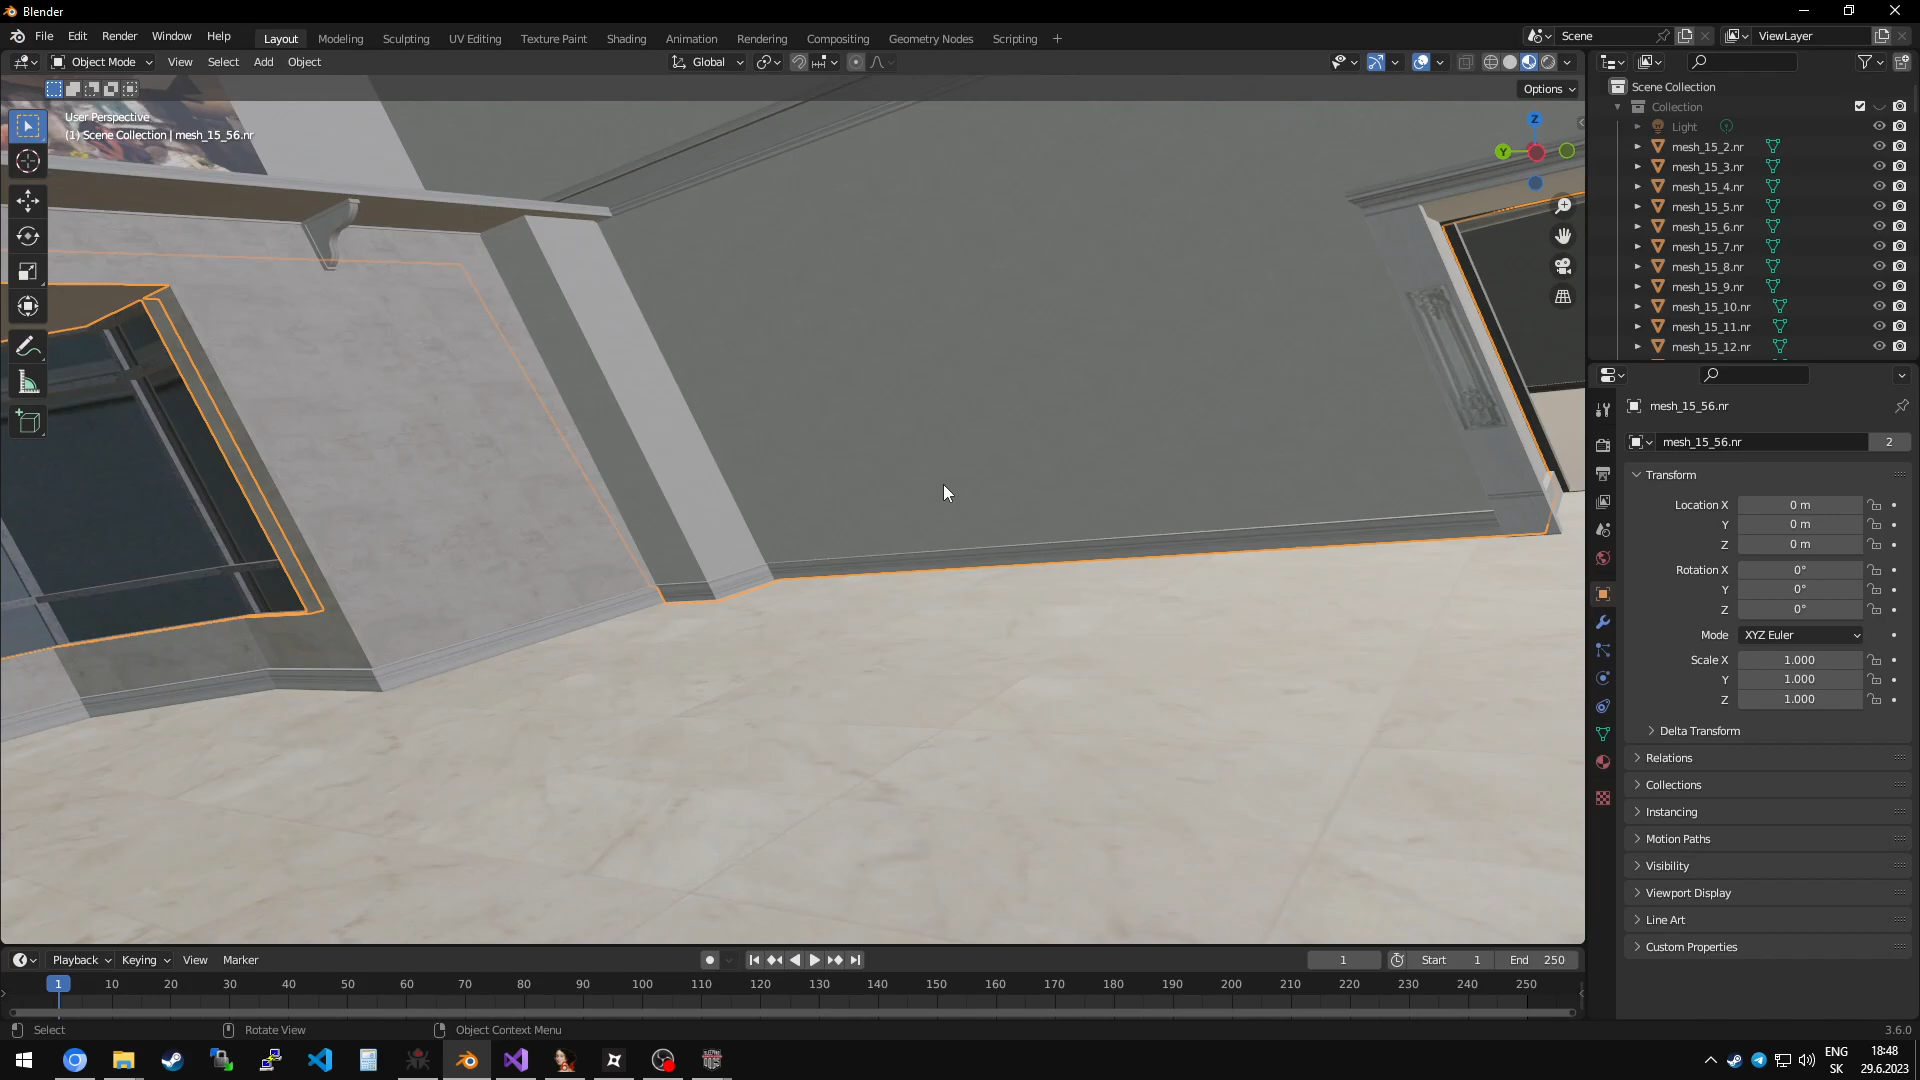 Blender
File Edit Render Window Help
Layout Modeling Sculpting UV Editing Texture Paint Shading Animation Rendering Compositing Geometry Nodes Scripting +
Scene
ViewLayer
Object Mode View Select Add Object
Global
Options
User Perspective
(1) Scene Collection | mesh_15_56.nr
Z
Y
Scene Collection
Collection
Light
mesh_15_2.nr
mesh_15_3.nr
mesh_15_4.nr
mesh_15_5.nr
mesh_15_6.nr
mesh_15_7.nr
mesh_15_8.nr
mesh_15_9.nr
mesh_15_10.nr
mesh_15_11.nr
mesh_15_12.nr
mesh_15_56.nr
mesh_15_56.nr 2
Transform
Location X 0 m
Y 0 m
Z 0 m
Rotation X 0°
Y 0°
Z 0°
Mode XYZ Euler
Scale X 1.000
Y 1.000
Z 1.000
Delta Transform
Relations
Collections
Instancing
Motion Paths
Visibility
Viewport Display
Line Art
Custom Properties
Playback Keying View Marker
1 Start 1 End 250
1 10 20 30 40 50 60 70 80 90 100 110 120 130 140 150 160 170 180 190 200 210 220 230 240 250
Select Rotate View Object Context Menu
3.6.0
ENG 18:48
SK 29.6.2023